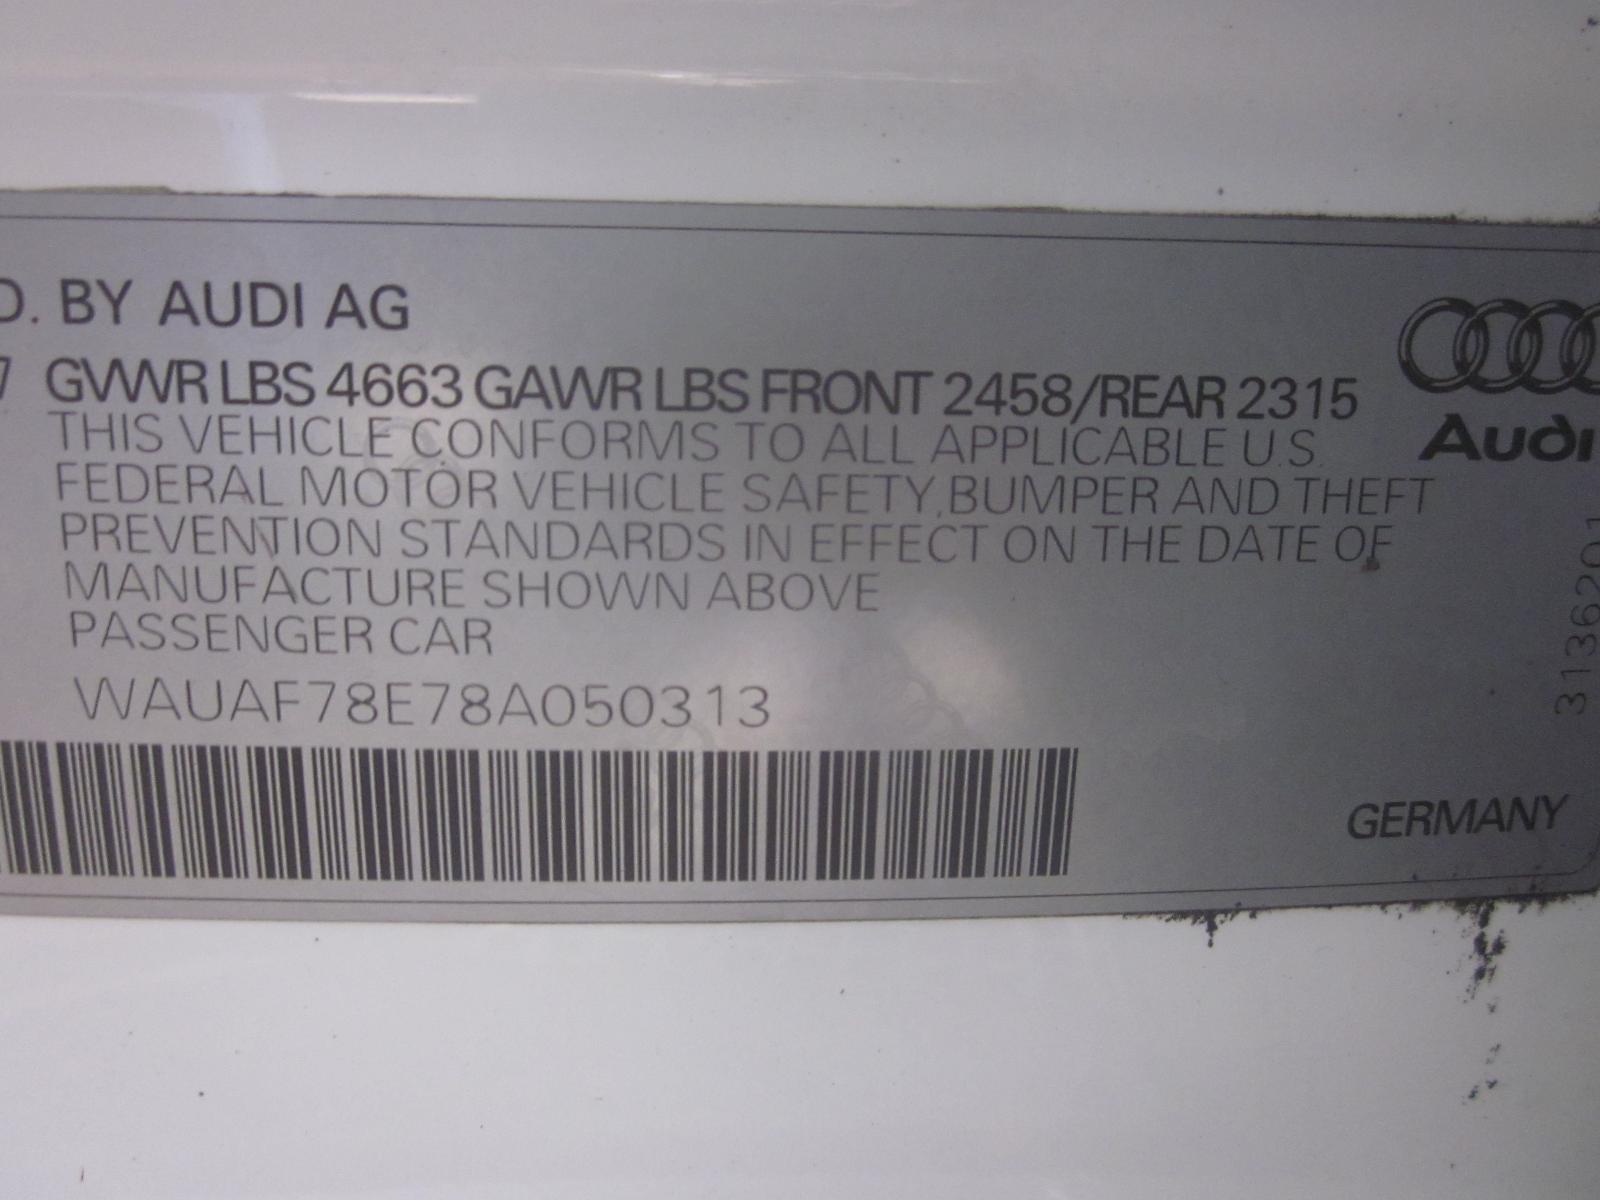 D. BY AUDI AG
7 GVWR LBS 4663 GAWR LBS FRONT 2458/REAR 2315
THIS VEHICLE CONFORMS TO ALL APPLICABLE U.S.
FEDERAL MOTOR VEHICLE SAFETY, BUMPER AND THEFT
PREVENTION STANDARDS IN EFFECT ON THE DATE OF
MANUFACTURE SHOWN ABOVE
PASSENGER CAR
WAUAF78E78A050313
Audi
3136201
GERMANY